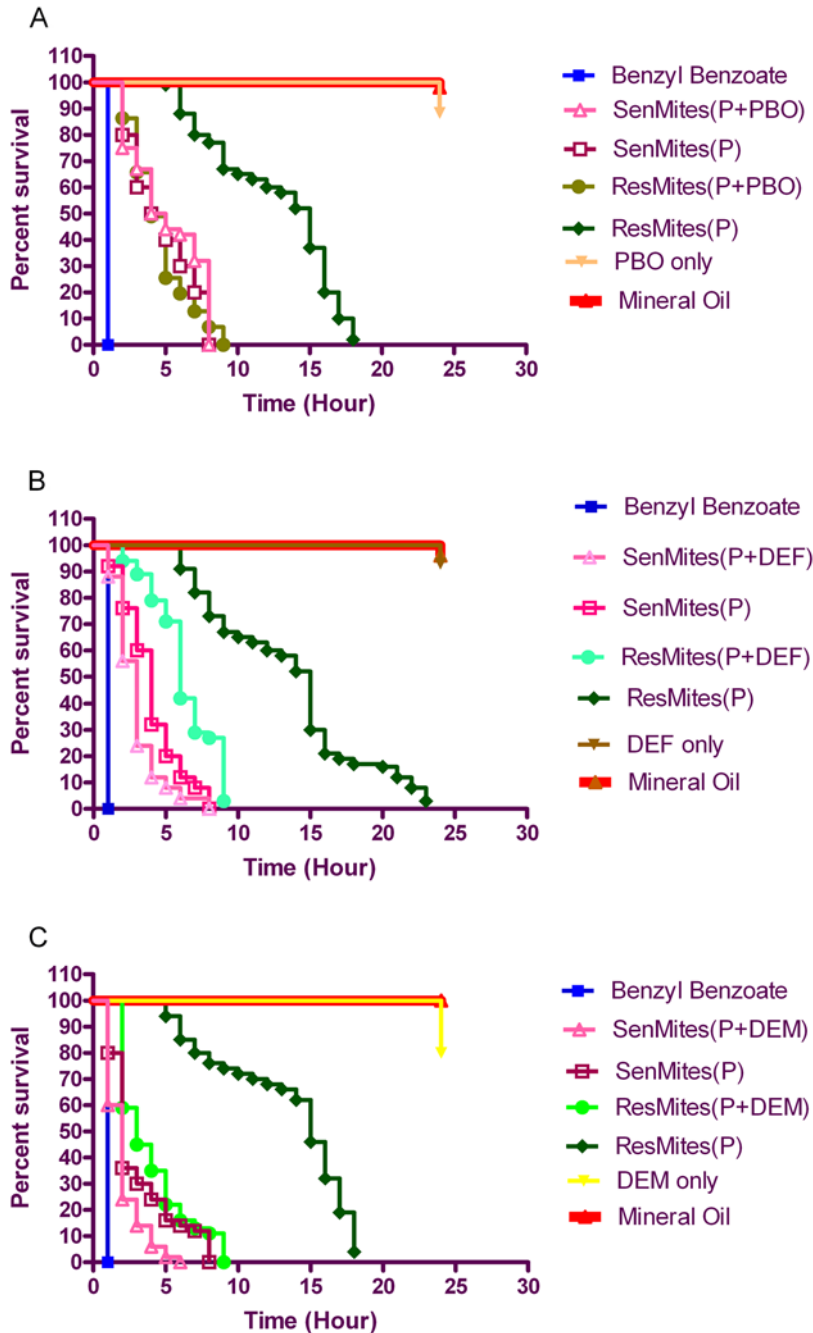 A
110
100
90
80
70
60
50
40
30
20
10
0
Percent survival
0 5 10 15 20 25 30
Time (Hour)
Benzyl Benzoate
SenMites(P+PBO)
SenMites(P)
ResMites(P+PBO)
ResMites(P)
PBO only
Mineral Oil
B
110
100
90
80
70
60
50
40
30
20
10
0
Percent survival
0 5 10 15 20 25 30
Time (Hour)
Benzyl Benzoate
SenMites(P+DEF)
SenMites(P)
ResMites(P+DEF)
ResMites(P)
DEF only
Mineral Oil
C
110
100
90
80
70
60
50
40
30
20
10
0
Percent survival
0 5 10 15 20 25 30
Time (Hour)
Benzyl Benzoate
SenMites(P+DEM)
SenMites(P)
ResMites(P+DEM)
ResMites(P)
DEM only
Mineral Oil